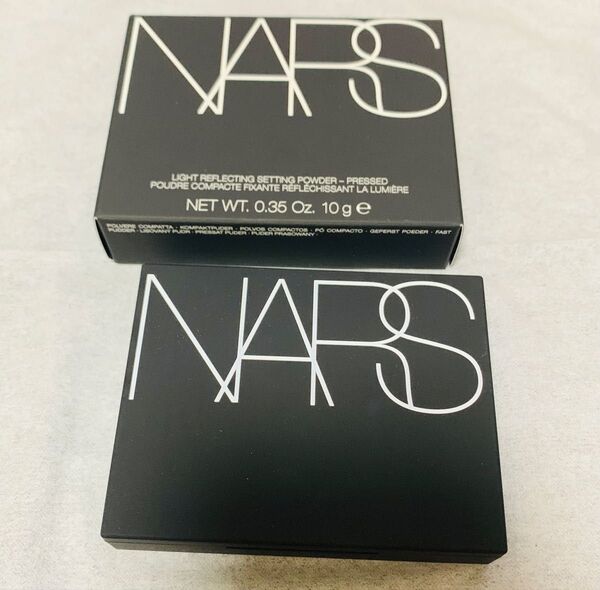 NARS
LIGHT REFLECTING SETTING POWDER – PRESSED
POUDRE COMPACTE FIXANTE RÉFLÉCHISSANT LA LUMIÈRE
NET WT. 0.35 Oz. 10 g ℮
POLVERE COMPATTA · KOMPAKTPUDER · POLVOS COMPACTOS · PÓ COMPACTO · GEPERST POEDER · FAST
PUDDER · LISOVANÝ PUDR · PRESSAT PUDER · PUDER PRASOWANY ·
NARS